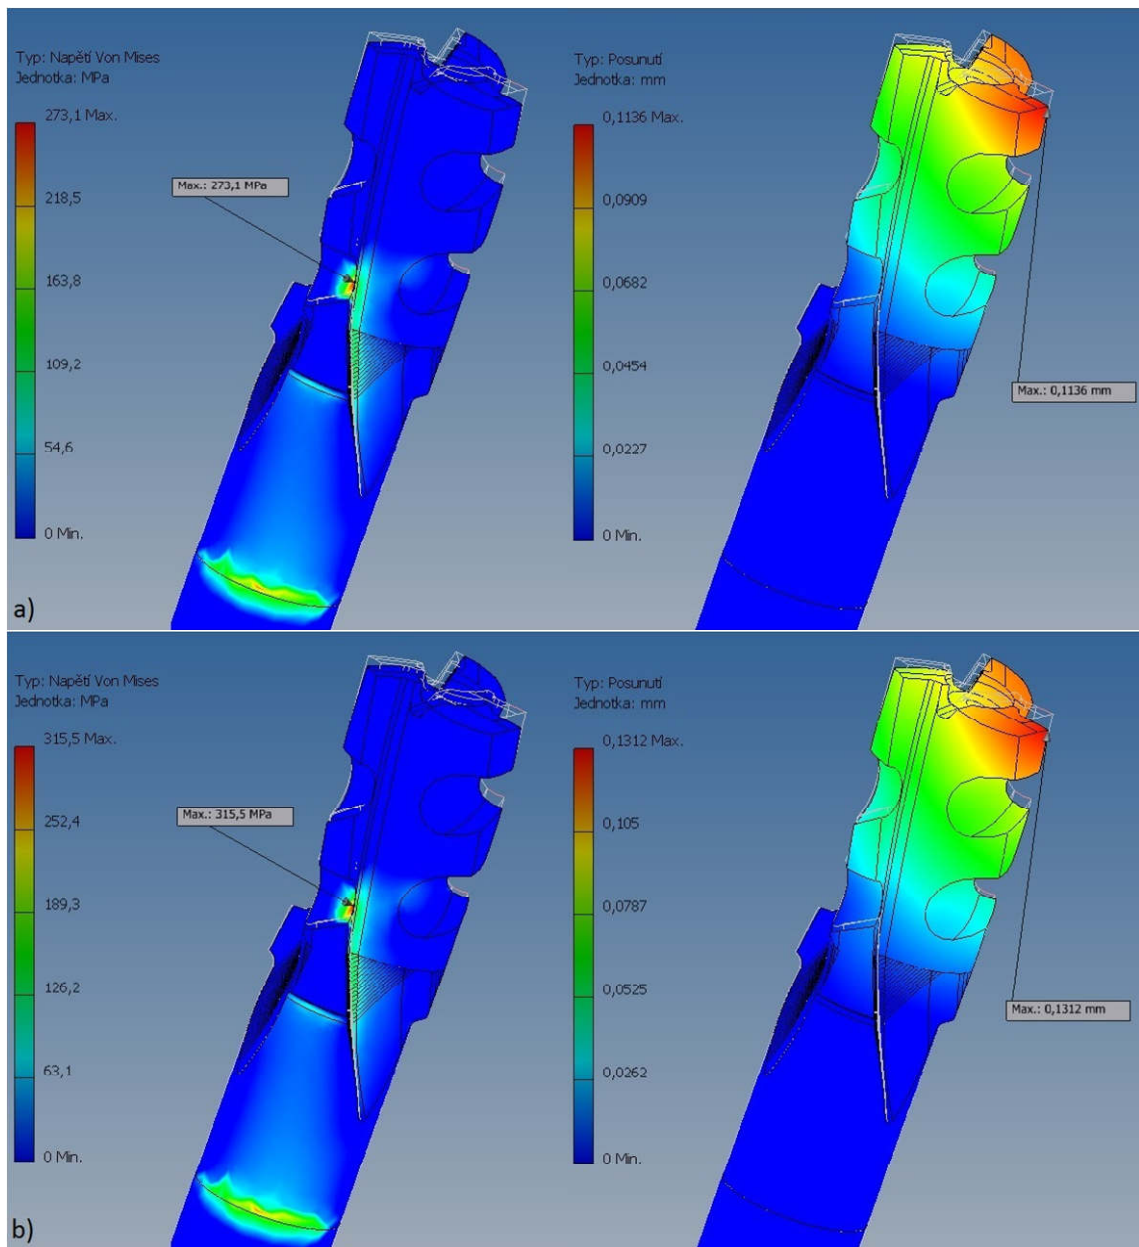 Typ: Napětí Von Mises
Jednotka: MPa
273,1 Max.
218,5
163,8
109,2
54,6
0 Min.
Max.: 273,1 MPa
a)
Typ: Posunutí
Jednotka: mm
0,1136 Max.
0,0909
0,0682
0,0454
0,0227
0 Min.
Max.: 0,1136 mm
Typ: Napětí Von Mises
Jednotka: MPa
315,5 Max.
252,4
189,3
126,2
63,1
0 Min.
Max.: 315,5 MPa
b)
Typ: Posunutí
Jednotka: mm
0,1312 Max.
0,105
0,0787
0,0525
0,0262
0 Min.
Max.: 0,1312 mm